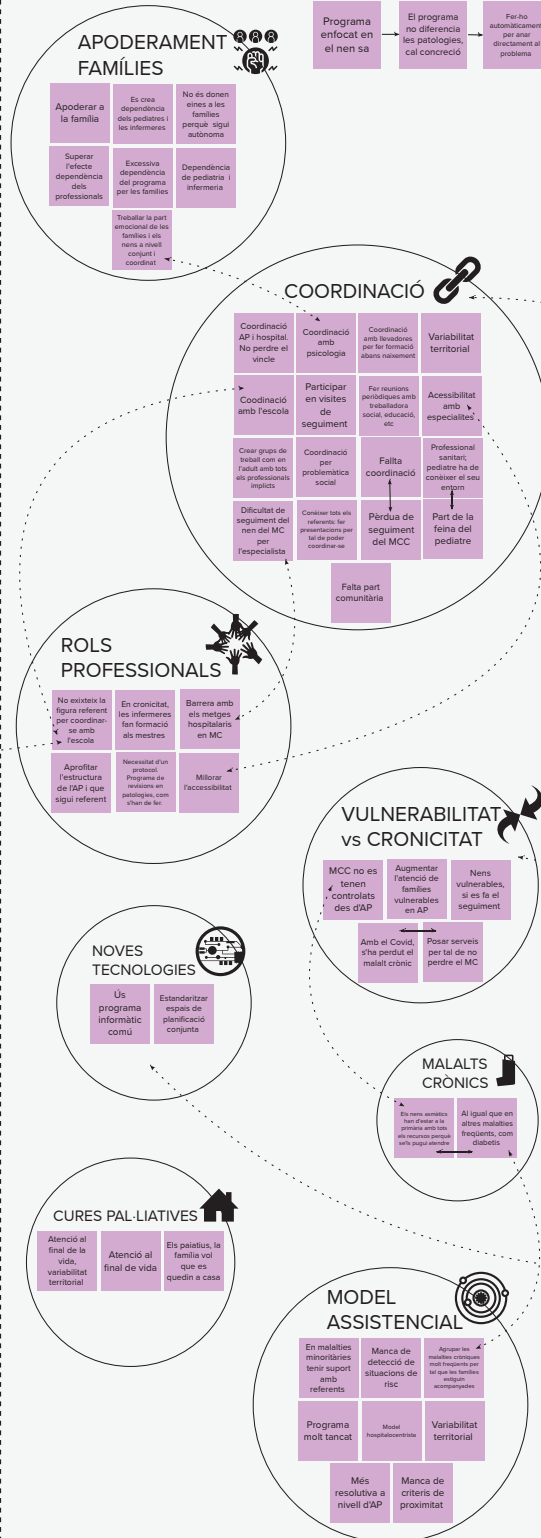 Programa
enfocat en
el nen sa
El programa
no diferencia
les patologies,
cal concreció
Fer-ho
automàticament
per anar
directament al
problema
APODERAMENT
FAMÍLIES
Apoderar a
la família
Es crea
dependència
dels pediatres i
les infermeres
No és donen
eines a les
famílies
perquè sigui
autònoma
Superar
l'efecte
dependència
dels
professionals
Excessiva
dependència
del programa
per les famílies
Dependència
de pediatria i
infermeria
Treballar la part
emocional de les
famílies i els
nens a nivell
conjunt i
coordinat
COORDINACIÓ
Coordinació
AP i hospital.
No perdre el
vincle
Coordinació
amb
psicologia
Coordinació
amb llevadores
per fer formació
abans naixement
Variabilitat
territorial
Coodinació
amb l'escola
Participar
en visites
de
seguiment
Fer reunions
periòdiques amb
treballadora
social, educació,
etc
Acessibilitat
amb
especialites
Crear grups de
treball com en
l'adult amb tots
els professionals
implicts
Coordinació
per
problemàtica
social
Fallta
coordinació
Professional
sanitari;
pediatre ha de
conèixer el seu
entorn
Dificultat de
seguiment del
nen del MC
per
l'especialista
Conèixer tots els
referents: fer
presentacions per
tal de poder
coordinar-se
Pèrdua de
seguiment
del MCC
Part de la
feina del
pediatre
Falta part
comunitària
ROLS
PROFESSIONALS
No exixteix la
figura referent
per coordinar-
se amb
l'escola
En cronicitat,
les infermeres
fan formació
als mestres
Barrera amb
els metges
hospitalaris
en MC
Aprofitar
l'estructura
de l'AP i que
sigui referent
Necessitat d'un
protocol.
Programa de
revisions en
patologies, com
s'han de fer.
Millorar
l'accessibilitat
VULNERABILITAT
vs CRONICITAT
MCC no es
tenen
controlats
des d'AP
Augmentar
l'atenció de
famílies
vulnerables
en AP
Nens
vulnerables,
si es fa el
seguiment
Amb el Covid,
s'ha perdut el
malalt crònic
Posar serveis
per tal de no
perdre el MC
NOVES
TECNOLOGIES
Ús
programa
informàtic
comú
Estandaritzar
espais de
planificació
conjunta
MALALTS
CRÒNICS
Els nens asmàtics
han d'estar a la
primària amb tots
els recursos perquè
se'ls pugui atendre
Al igual que en
altres malalties
freqüents, com
diabetis
CURES PAL·LIATIVES
Atenció al
final de la
vida,
variabilitat
territorial
Atenció al
final de vida
Els paiatius, la
família vol
que es
quedin a casa
MODEL
ASSISTENCIAL
En malalties
minoritàries
tenir suport
amb
referents
Manca de
detecció de
situacions de
risc
Agrupar les
malalties cròniques
molt freqüents per
tal que les famílies
estiguin
acompanyades
Programa
molt tancat
Model
hospitalocentrista
Variabilitat
territorial
Més
resolutiva a
nivell d'AP
Manca de
criteris de
proximitat